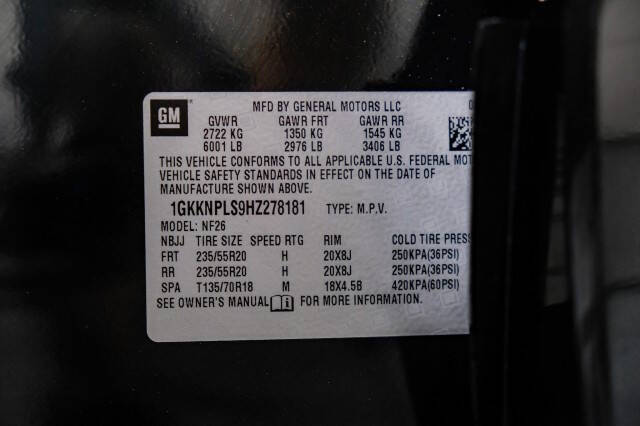 GM
MFD BY GENERAL MOTORS LLC
GVWR GAWR FRT GAWR RR
2722 KG 1350 KG 1545 KG
6001 LB 2976 LB 3406 LB
THIS VEHICLE CONFORMS TO ALL APPLICABLE U.S. FEDERAL MOT
VEHICLE SAFETY STANDARDS IN EFFECT ON THE DATE OF
MANUFACTURE SHOWN ABOVE.
1GKKNPLS9HZ278181 TYPE: M.P.V.
MODEL: NF26
NBJJ TIRE SIZE SPEED RTG RIM COLD TIRE PRESS
FRT 235/55R20 H 20X8J 250KPA(36PSI)
RR 235/55R20 H 20X8J 250KPA(36PSI)
SPA T135/70R18 M 18X4.5B 420KPA(60PSI)
SEE OWNER'S MANUAL FOR MORE INFORMATION.